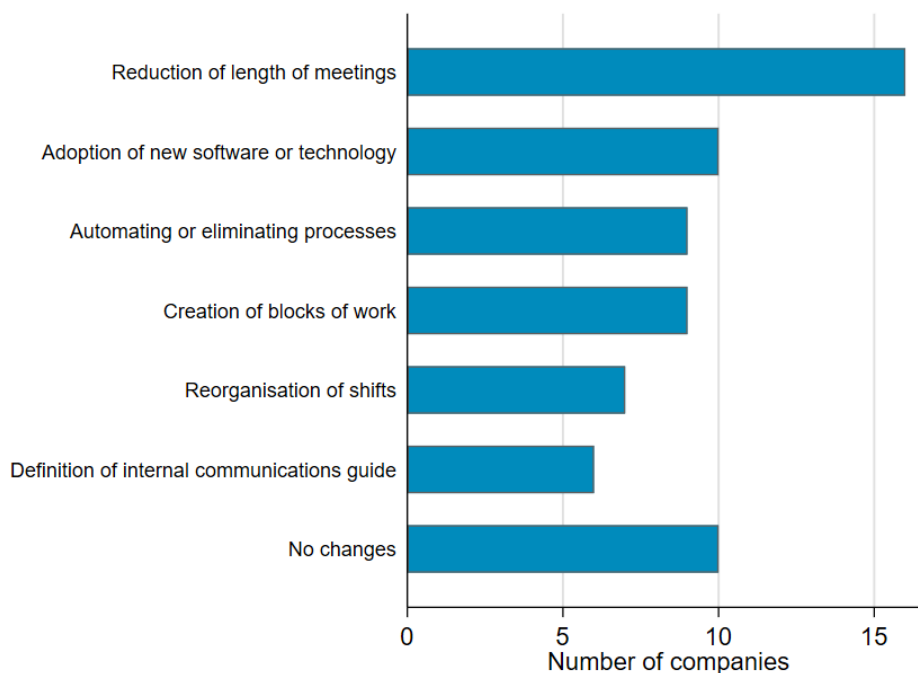 Reduction of length of meetings
Adoption of new software or technology
Automating or eliminating processes
Creation of blocks of work
Reorganisation of shifts
Definition of internal communications guide
No changes
0 5 10 15
Number of companies